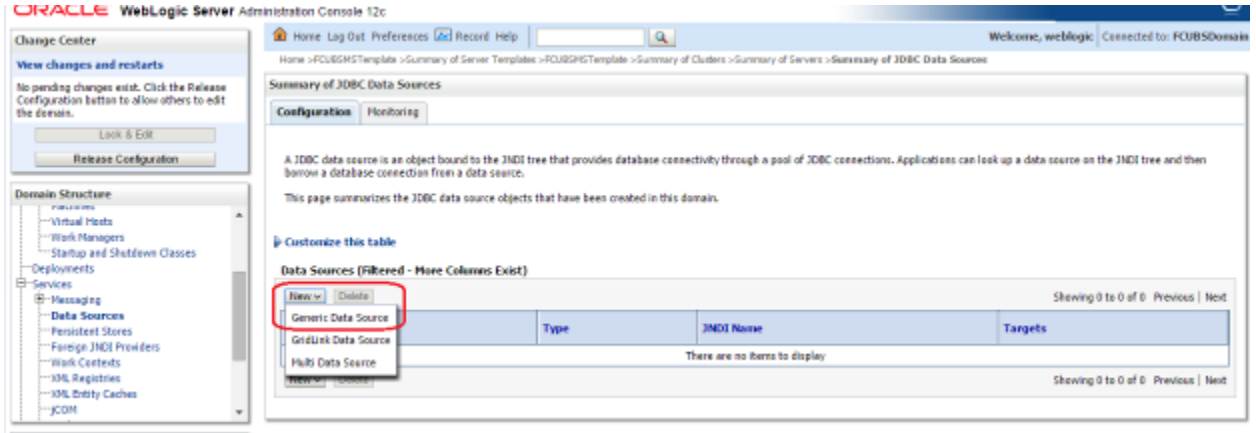 ORACLE WebLogic Server Administration Console 12c
Change Center
View changes and restarts
No pending changes exist. Click the Release
Configuration button to allow others to edit
the domain.
Lock & Edit
Release Configuration
Domain Structure
Machines
Virtual Hosts
Work Managers
Startup and Shutdown Classes
Deployments
Services
Messaging
Data Sources
Persistent Stores
Foreign JNDI Providers
Work Contexts
XML Registries
XML Entity Caches
jCOM
Home Log Out Preferences Record Help
Welcome, weblogic Connected to: FCUBSDomain
Home >FCUBSMSTemplate >Summary of Server Templates >FCUBSMSTemplate >Summary of Clusters >Summary of Servers >Summary of JDBC Data Sources
Summary of JDBC Data Sources
Configuration Monitoring
A JDBC data source is an object bound to the JNDI tree that provides database connectivity through a pool of JDBC connections. Applications can look up a data source on the JNDI tree and then
borrow a database connection from a data source.
This page summarizes the JDBC data source objects that have been created in this domain.
Customize this table
Data Sources (Filtered - More Columns Exist)
New Delete
Showing 0 to 0 of 0 Previous | Next
Generic Data Source
GridLink Data Source
Multi Data Source
Type JNDI Name Targets
There are no items to display
New Delete
Showing 0 to 0 of 0 Previous | Next